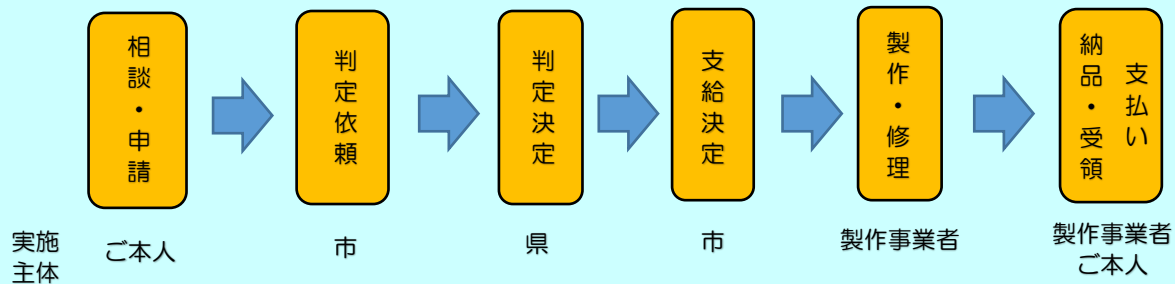 相談・申請
判定依頼
判定決定
支給決定
製作・修理
支払い
納品・受領
実施
主体
ご本人
市
県
市
製作事業者
製作事業者
ご本人